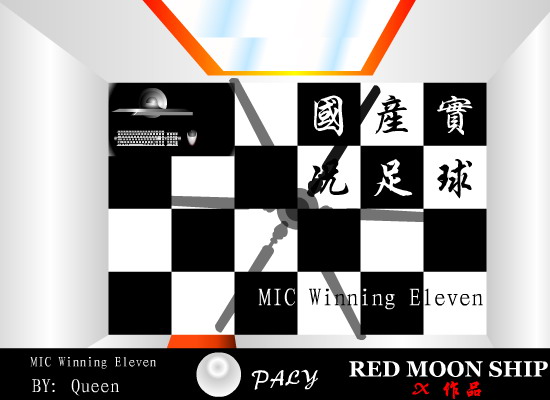 國産實
况足球
MIC Winning Eleven
MIC Winning Eleven
BY: Queen
PALY
RED MOON SHIP
X 作品